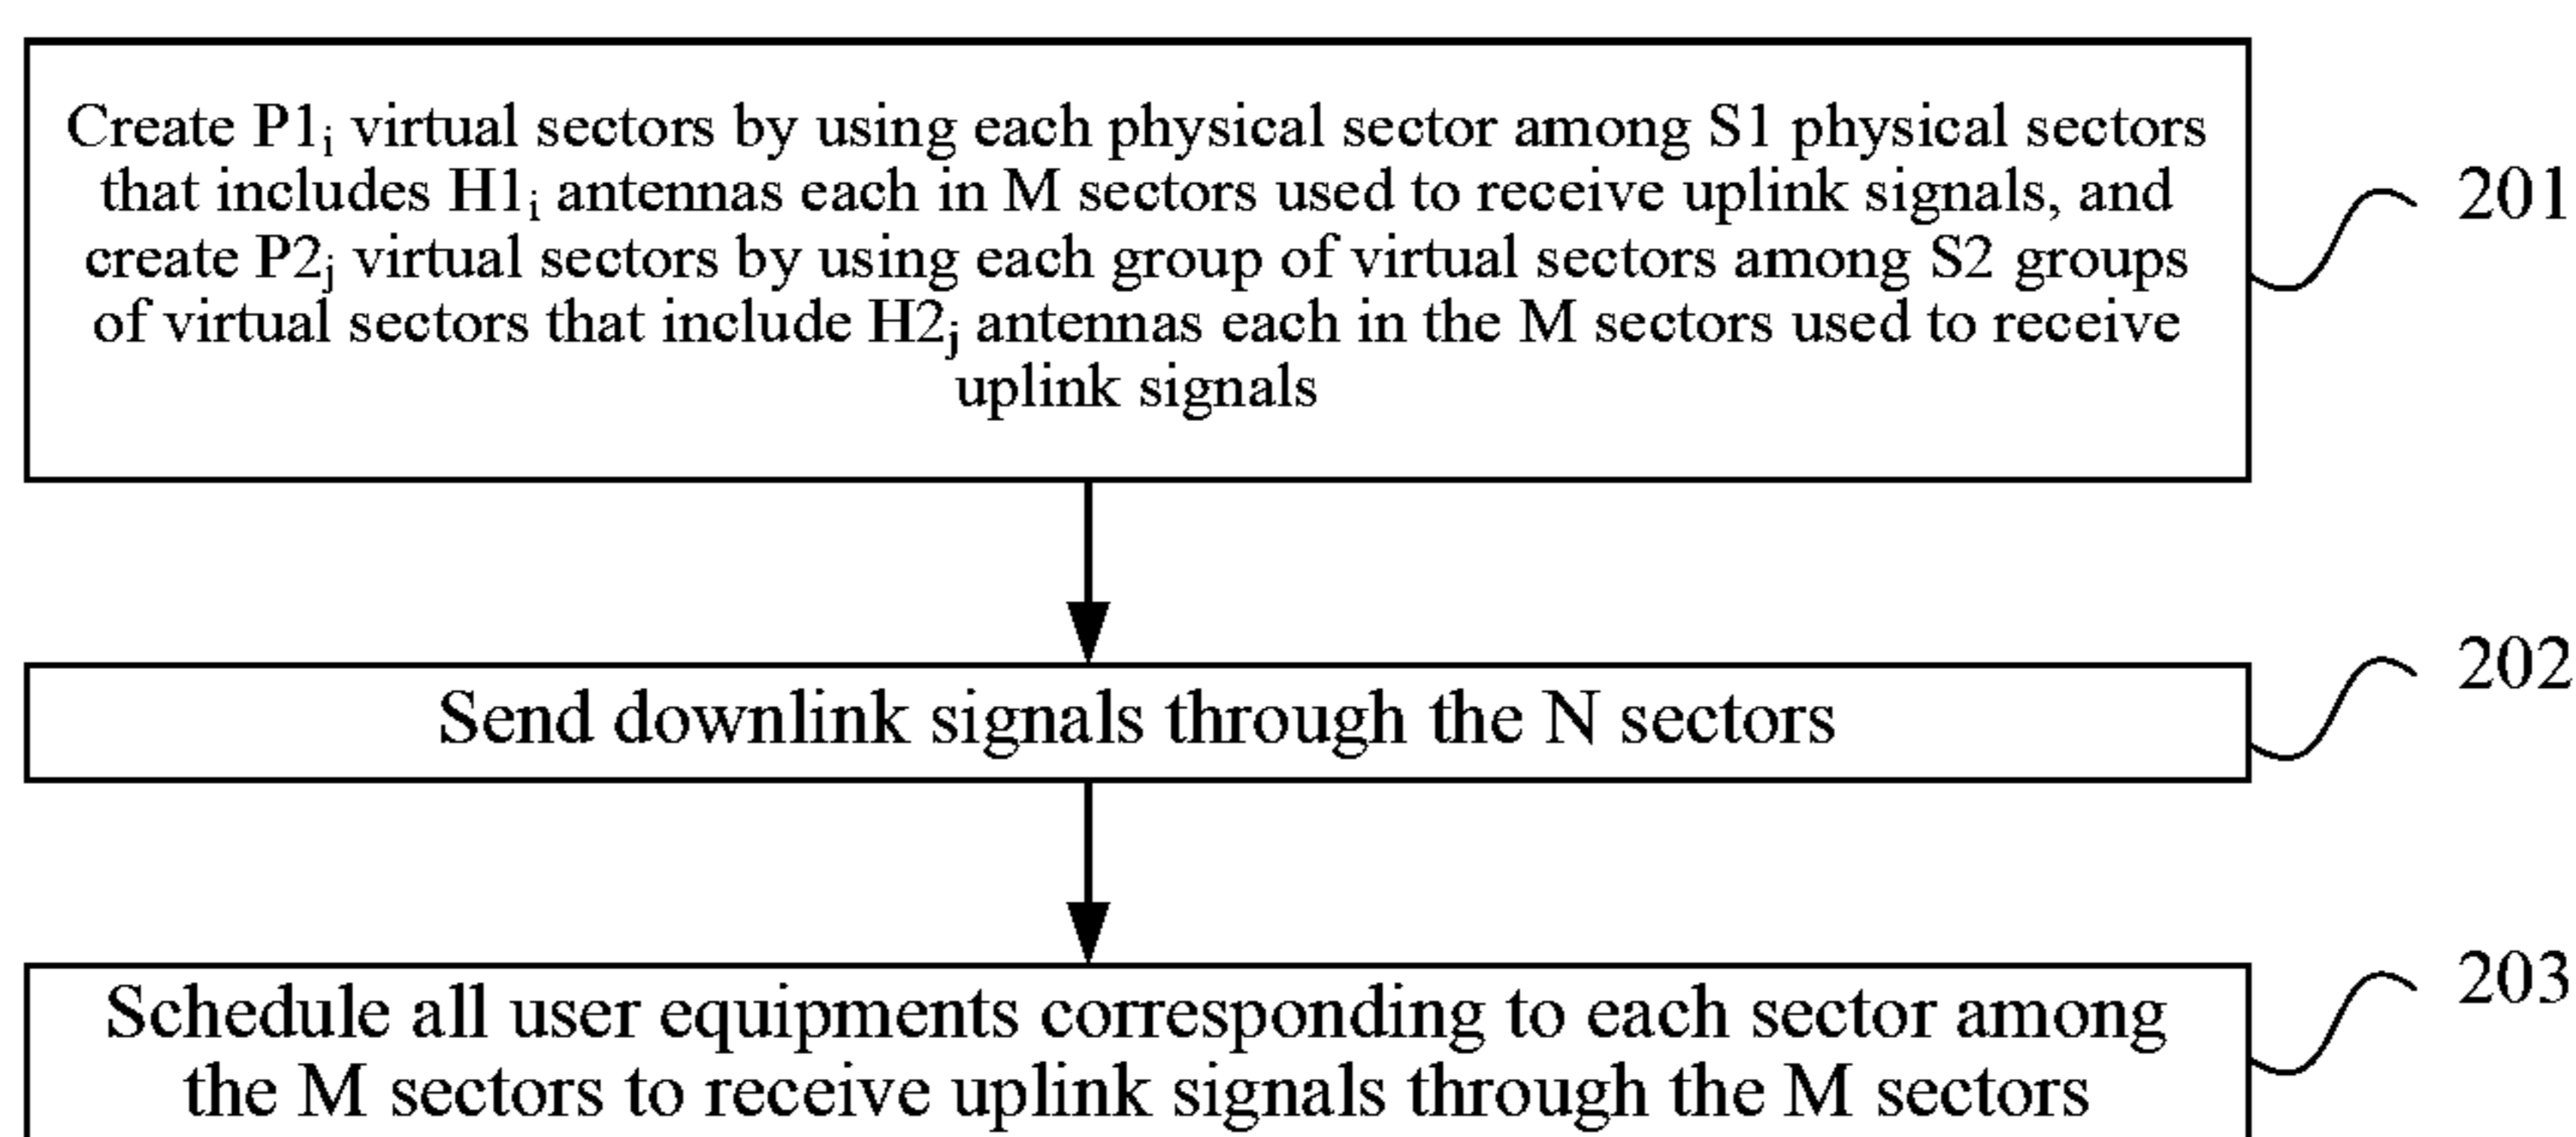 Create P1i virtual sectors by using each physical sector among S1 physical sectors
that includes H1i antennas each in M sectors used to receive uplink signals, and
create P2j virtual sectors by using each group of virtual sectors among S2 groups
of virtual sectors that include H2j antennas each in the M sectors used to receive
uplink signals
201
Send downlink signals through the N sectors
202
Schedule all user equipments corresponding to each sector among
the M sectors to receive uplink signals through the M sectors
203